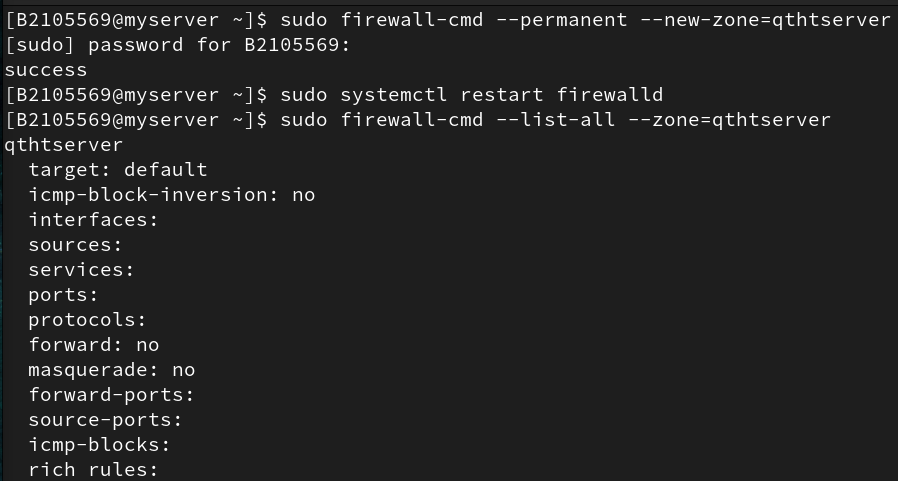 [B2105569@myserver ~]$ sudo firewall-cmd --permanent --new-zone=qthtserver
[sudo] password for B2105569:
success
[B2105569@myserver ~]$ sudo systemctl restart firewalld
[B2105569@myserver ~]$ sudo firewall-cmd --list-all --zone=qthtserver
qthtserver
  target: default
  icmp-block-inversion: no
  interfaces:
  sources:
  services:
  ports:
  protocols:
  forward: no
  masquerade: no
  forward-ports:
  source-ports:
  icmp-blocks:
  rich rules: